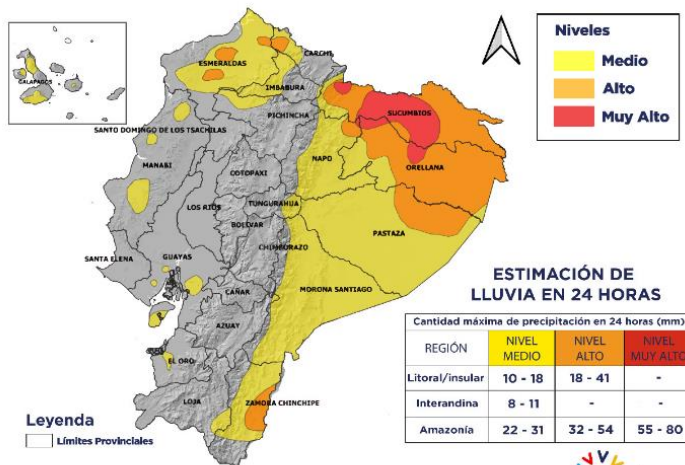 Niveles
Medio
Alto
Muy Alto
GALÁPAGOS
ESMERALDAS
CARCHI
IMBABURA
SUCUMBIOS
PICHINCHA
SANTO DOMINGO DE LOS TSACHILAS
NAPO
ORELLANA
MANABI
COTOPAXI
LOS RIOS
TUNGURAHUA
PASTAZA
BOLIVAR
SANTA ELENA
GUAYAS
CHIMBORAZO
MORONA SANTIAGO
CAÑAR
AZUAY
EL ORO
LOJA
ZAMORA CHINCHIPE
Leyenda
Límites Provinciales
ESTIMACIÓN DE
LLUVIA EN 24 HORAS
Cantidad máxima de precipitación en 24 horas (mm)
REGIÓN NIVEL MEDIO NIVEL ALTO NIVEL MUY ALTO
Litoral/insular 10 - 18 18 - 41 -
Interandina 8 - 11 - -
Amazonía 22 - 31 32 - 54 55 - 80
V